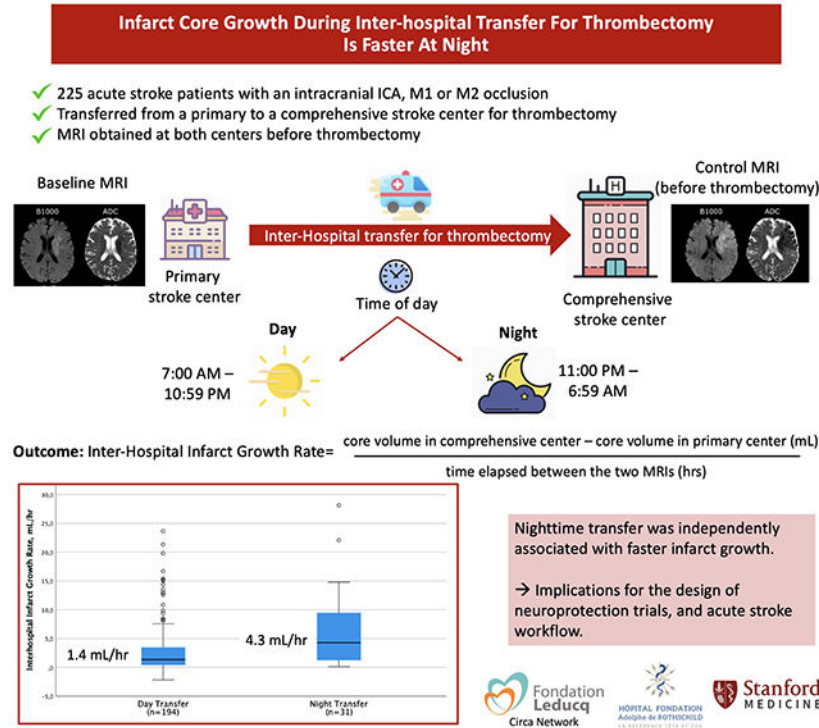 Infarct Core Growth During Inter-hospital Transfer For Thrombectomy
Is Faster At Night
225 acute stroke patients with an intracranial ICA, M1 or M2 occlusion
Transferred from a primary to a comprehensive stroke center for thrombectomy
MRI obtained at both centers before thrombectomy
Baseline MRI
B1000
ADC
Primary
stroke center
Inter-Hospital transfer for thrombectomy
H
Comprehensive
stroke center
Control MRI
(before thrombectomy)
B1000
ADC
Time of day
Day
7:00 AM –
10:59 PM
Night
11:00 PM –
6:59 AM
Outcome: Inter-Hospital Infarct Growth Rate=
core volume in comprehensive center – core volume in primary center (mL)
time elapsed between the two MRIs (hrs)
Interhospital Infarct Growth Rate, mL/hr
30,0
25,0
20,0
15,0
10,0
5,0
,0
-5,0
1.4 mL/hr
4.3 mL/hr
Day Transfer
(n=194)
Night Transfer
(n=31)
Nighttime transfer was independently
associated with faster infarct growth.
→ Implications for the design of
neuroprotection trials, and acute stroke
workflow.
Fondation
Leducq
Circa Network
HÔPITAL FONDATION
Adolphe de ROTHSCHILD
LA RÉFÉRENCE TÊTE ET COU
Stanford
MEDICINE